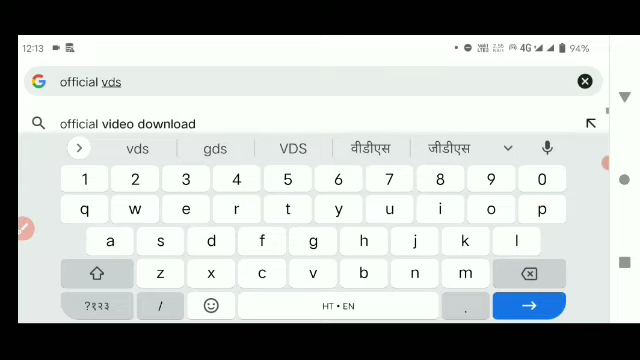 12:13 4G 94%
official vds
official video download
vds gds VDS वीडीएस जीडीएस
1 2 3 4 5 6 7 8 9 0
q w e r t y u i o p
a s d f g h j k l
z x c v b n m
?१२३ / HT • EN .